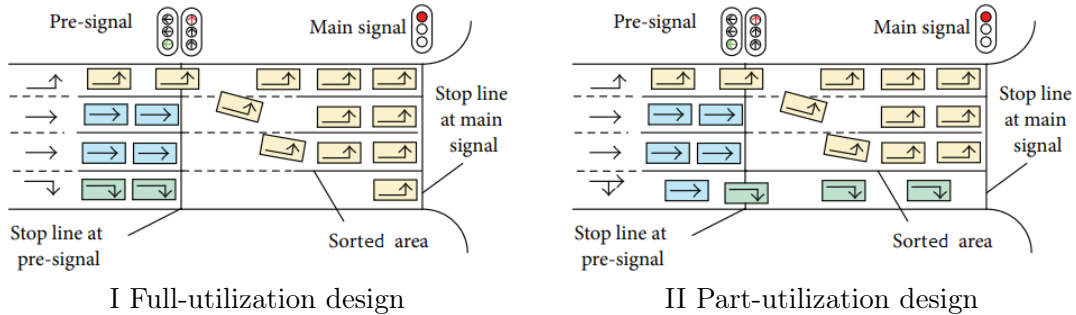 Pre-signal
Main signal
Stop line
at main
signal
Stop line at
pre-signal
Sorted area
I Full-utilization design
Pre-signal
Main signal
Stop line
at main
signal
Stop line at
pre-signal
Sorted area
II Part-utilization design